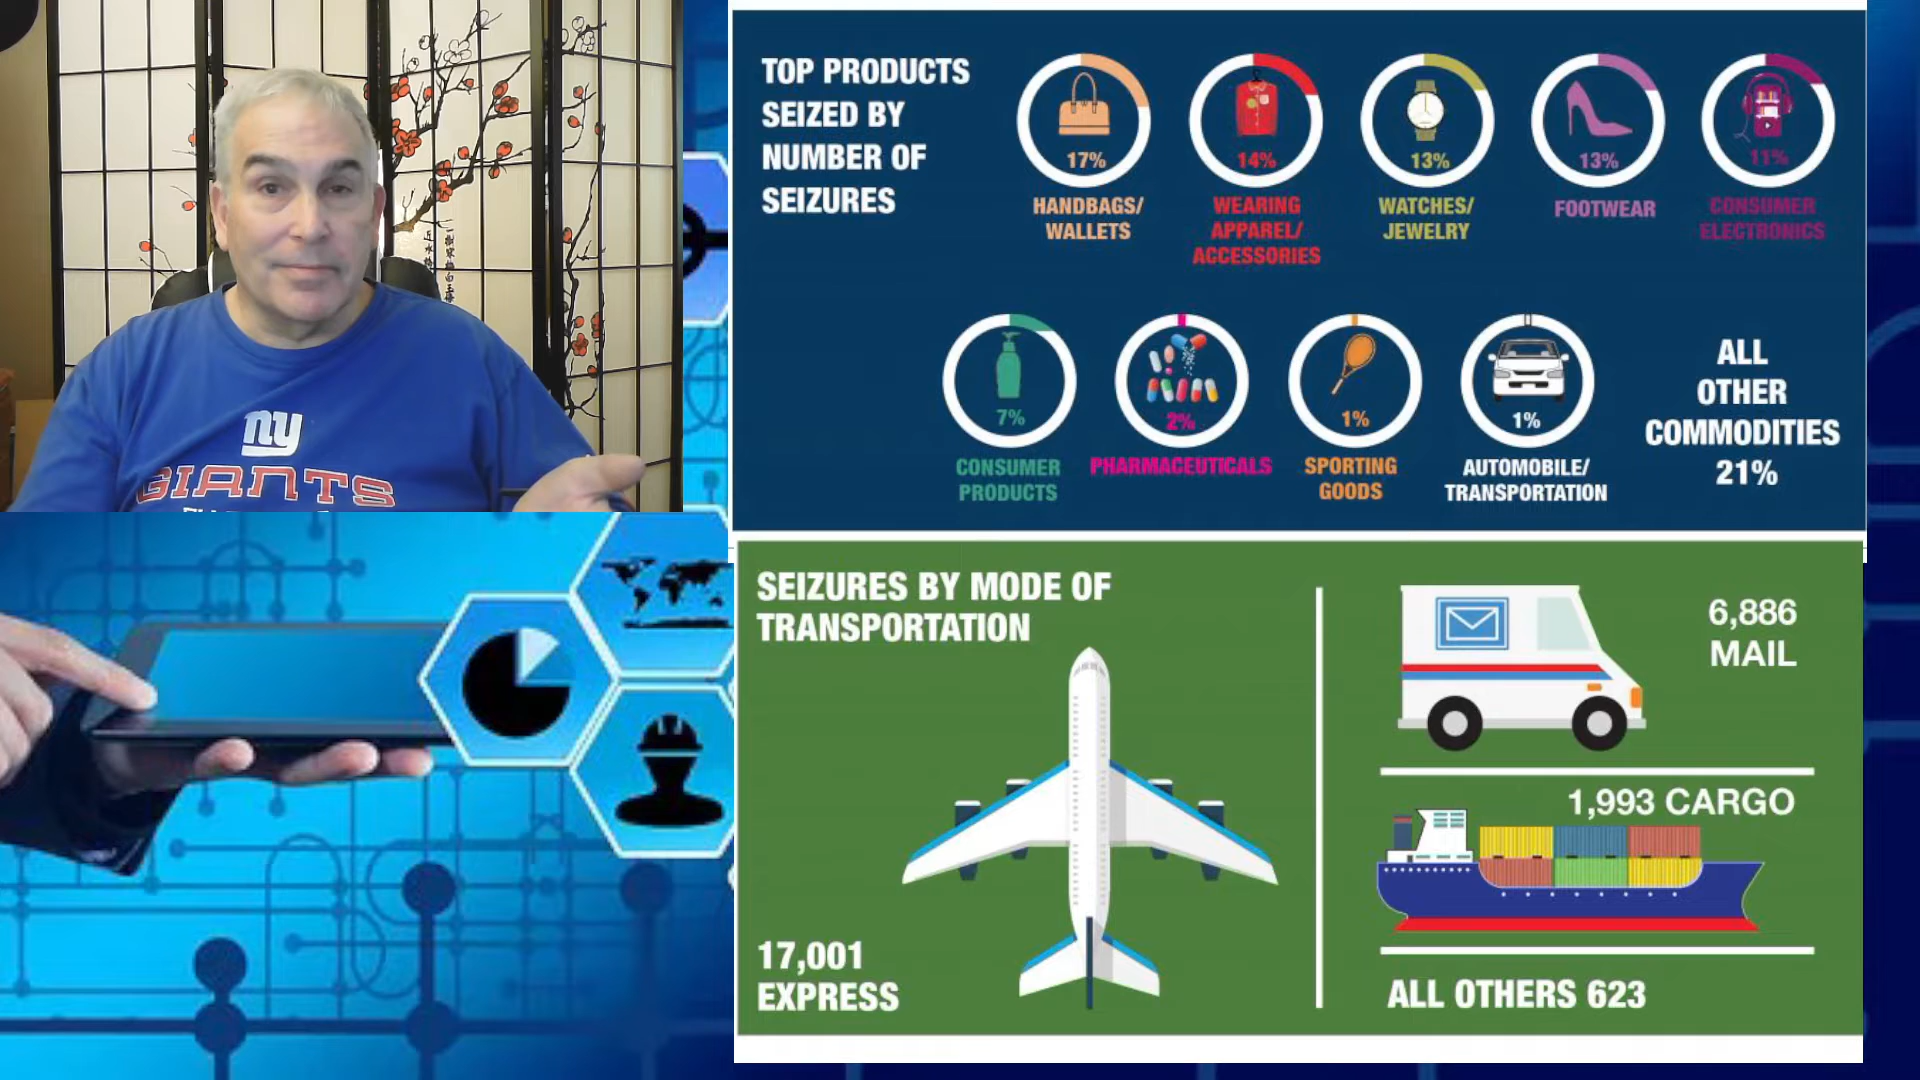 ny
GIANTS
TOP PRODUCTS
SEIZED BY
NUMBER OF
SEIZURES
17%
HANDBAGS/
WALLETS
14%
WEARING
APPAREL/
ACCESSORIES
13%
WATCHES/
JEWELRY
13%
FOOTWEAR
11%
CONSUMER
ELECTRONICS
7%
CONSUMER
PRODUCTS
2%
PHARMACEUTICALS
1%
SPORTING
GOODS
1%
AUTOMOBILE/
TRANSPORTATION
ALL
OTHER
COMMODITIES
21%
SEIZURES BY MODE OF
TRANSPORTATION
17,001
EXPRESS
6,886
MAIL
1,993 CARGO
ALL OTHERS 623